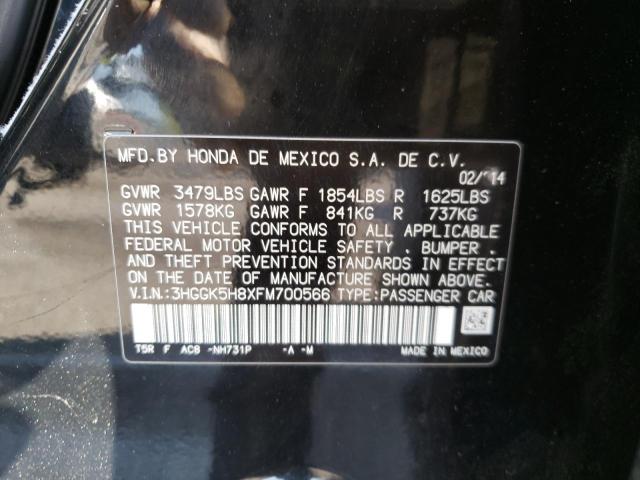 MFD.BY HONDA DE MEXICO S.A. DE C.V.
02/14
GVWR 3479LBS GAWR F 1854LBS R 1625LBS
GVWR 1578KG GAWR F 841KG R 737KG
THIS VEHICLE CONFORMS TO ALL APPLICABLE
FEDERAL MOTOR VEHICLE SAFETY , BUMPER ,
AND THEFT PREVENTION STANDARDS IN EFFECT
ON THE DATE OF MANUFACTURE SHOWN ABOVE.
V.I.N.:3HGGK5H8XFM700566 TYPE:PASSENGER CAR
T5R F ACB -NH731P -A -M MADE IN MEXICO